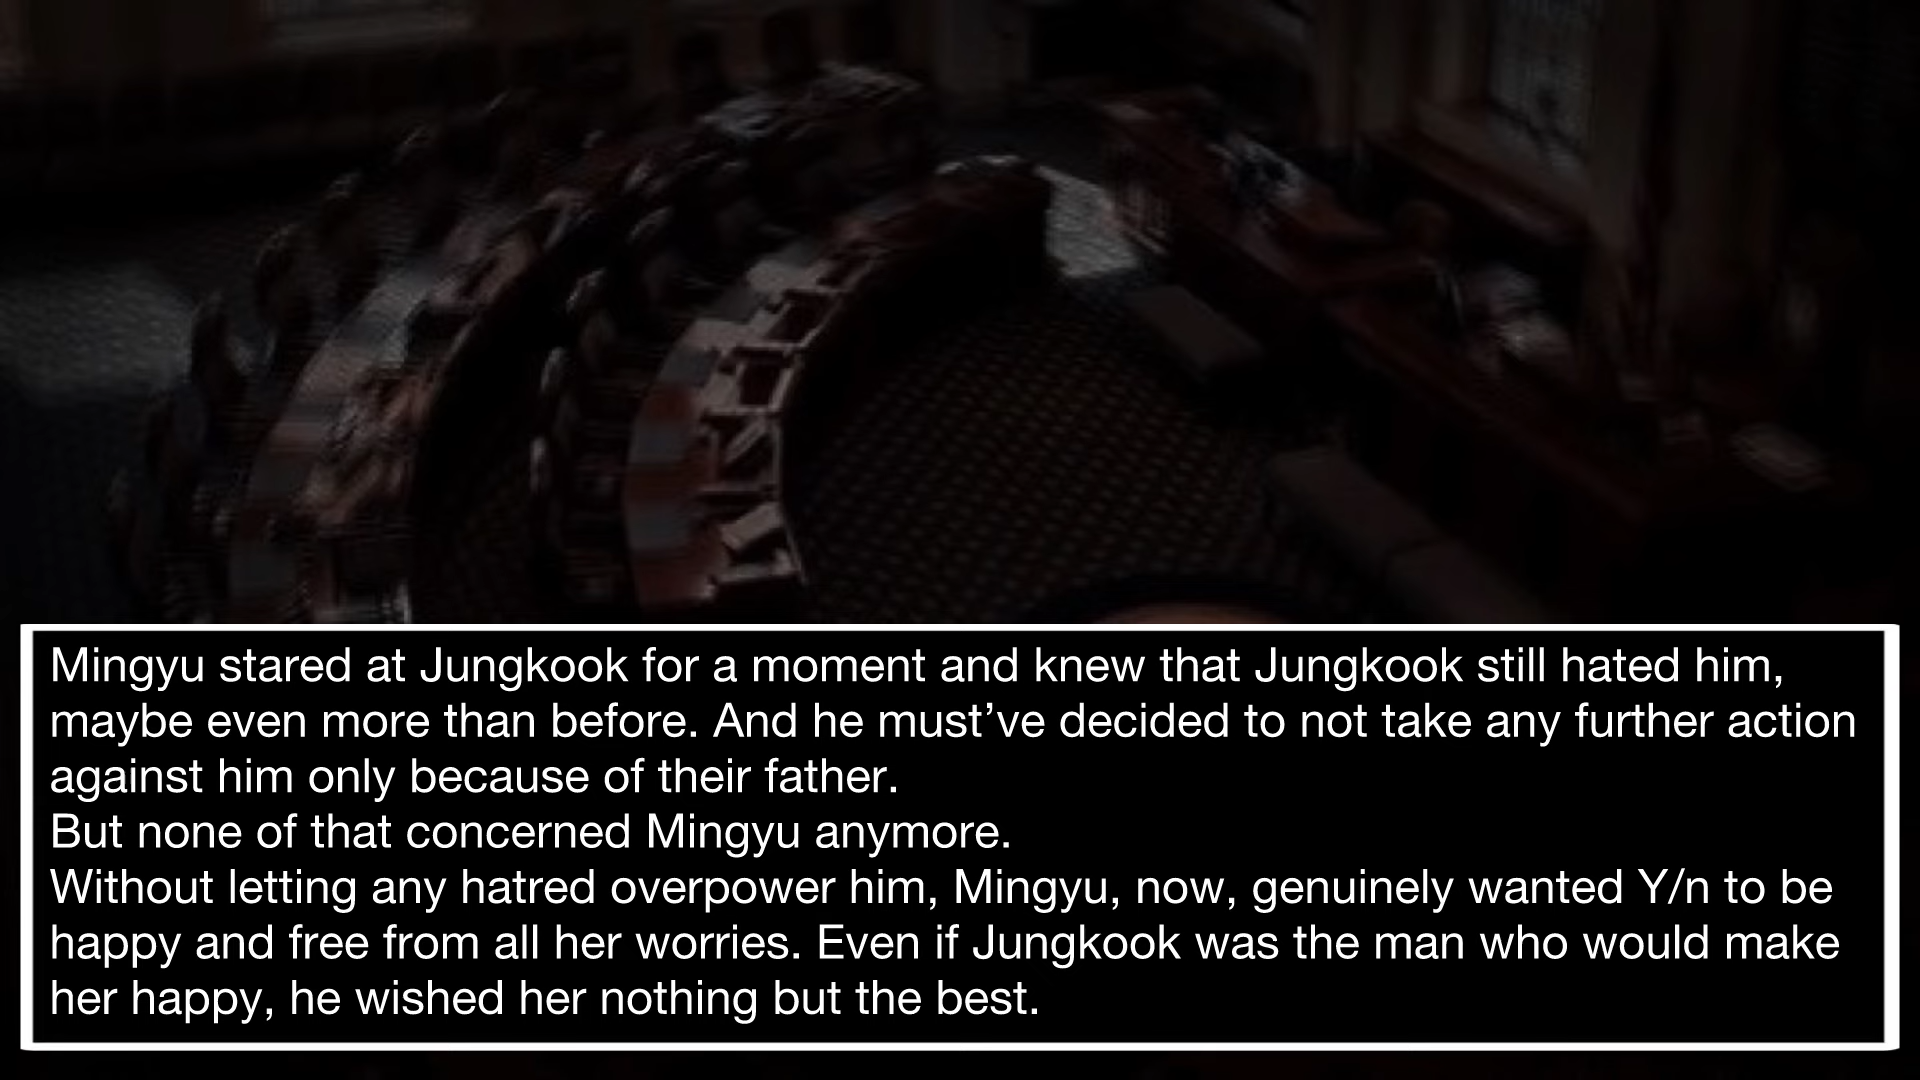 Mingyu stared at Jungkook for a moment and knew that Jungkook still hated him,
maybe even more than before. And he must’ve decided to not take any further action
against him only because of their father.
But none of that concerned Mingyu anymore.
Without letting any hatred overpower him, Mingyu, now, genuinely wanted Y/n to be
happy and free from all her worries. Even if Jungkook was the man who would make
her happy, he wished her nothing but the best.